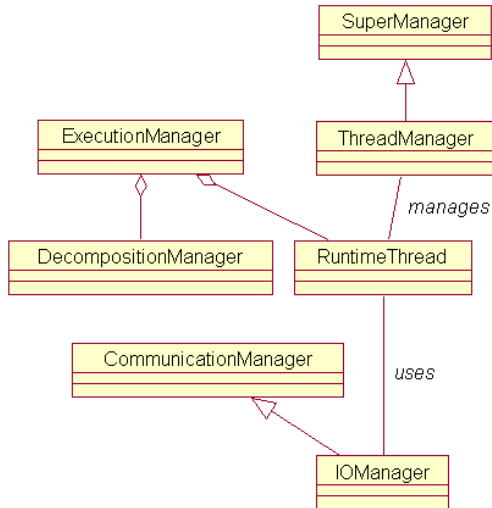 SuperManager
ExecutionManager
ThreadManager
manages
DecompositionManager
RuntimeThread
CommunicationManager
uses
IOManager